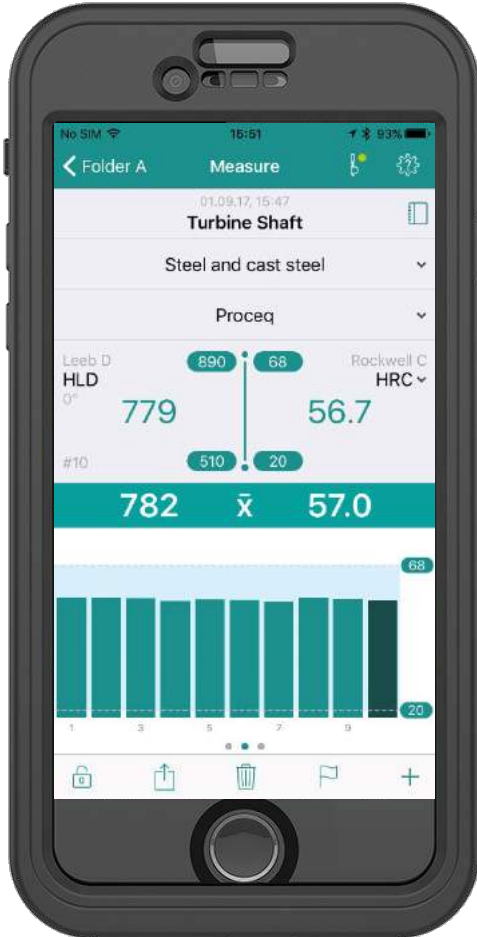 No SIM 15:51 93%
Folder A Measure
01.09.17, 15:47
Turbine Shaft
Steel and cast steel
Proceq
Leeb D 890 68 Rockwell C
HLD HRC
0°
779 56.7
#10 510 20
782 x̄ 57.0
68
20
1 3 5 7 9